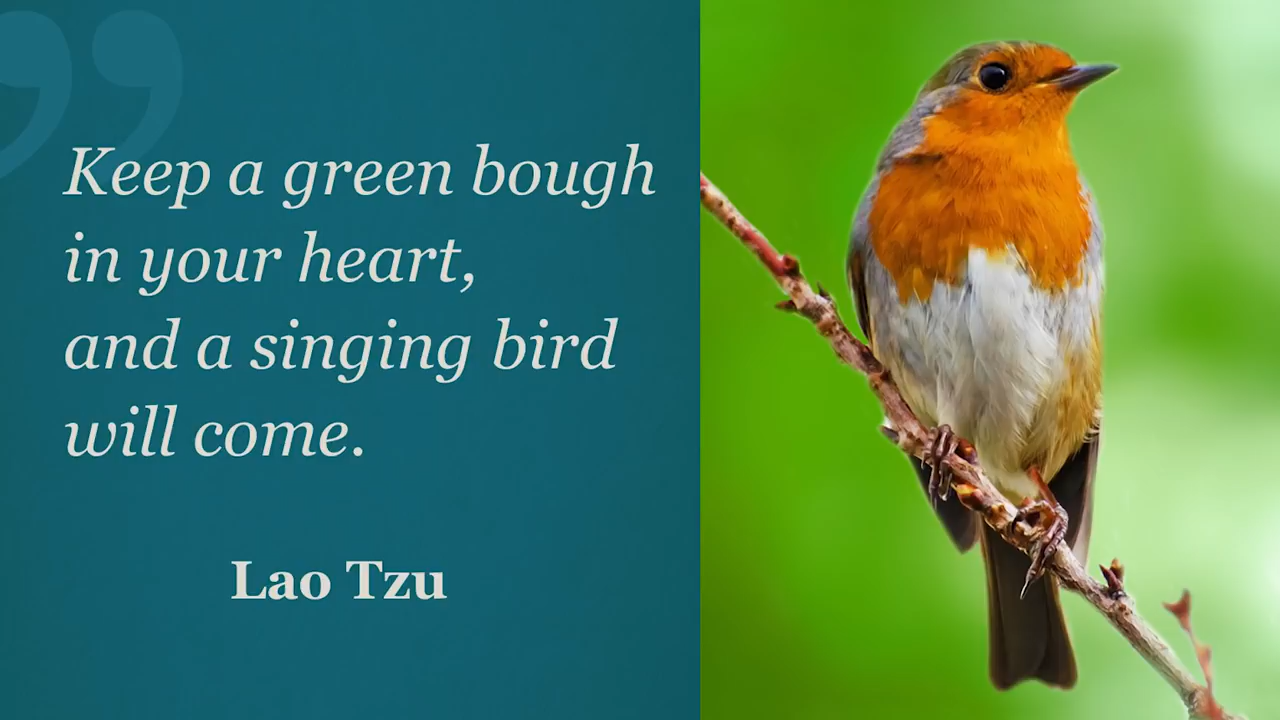 Keep a green bough
in your heart,
and a singing bird
will come.
Lao Tzu